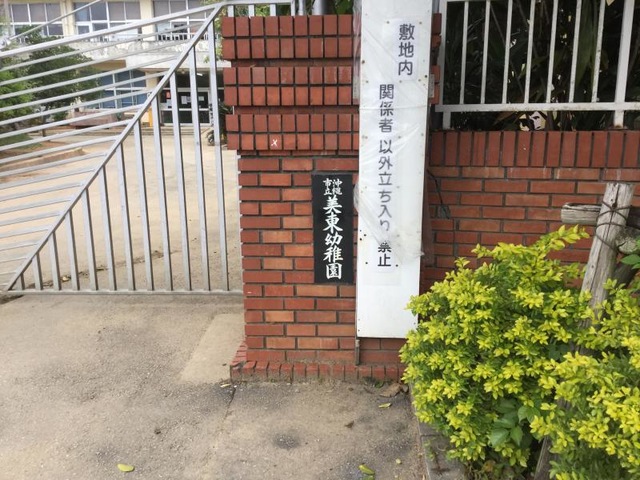 敷地内
関係者以外立ち入り禁止
沖縄
市立
美東幼稚園